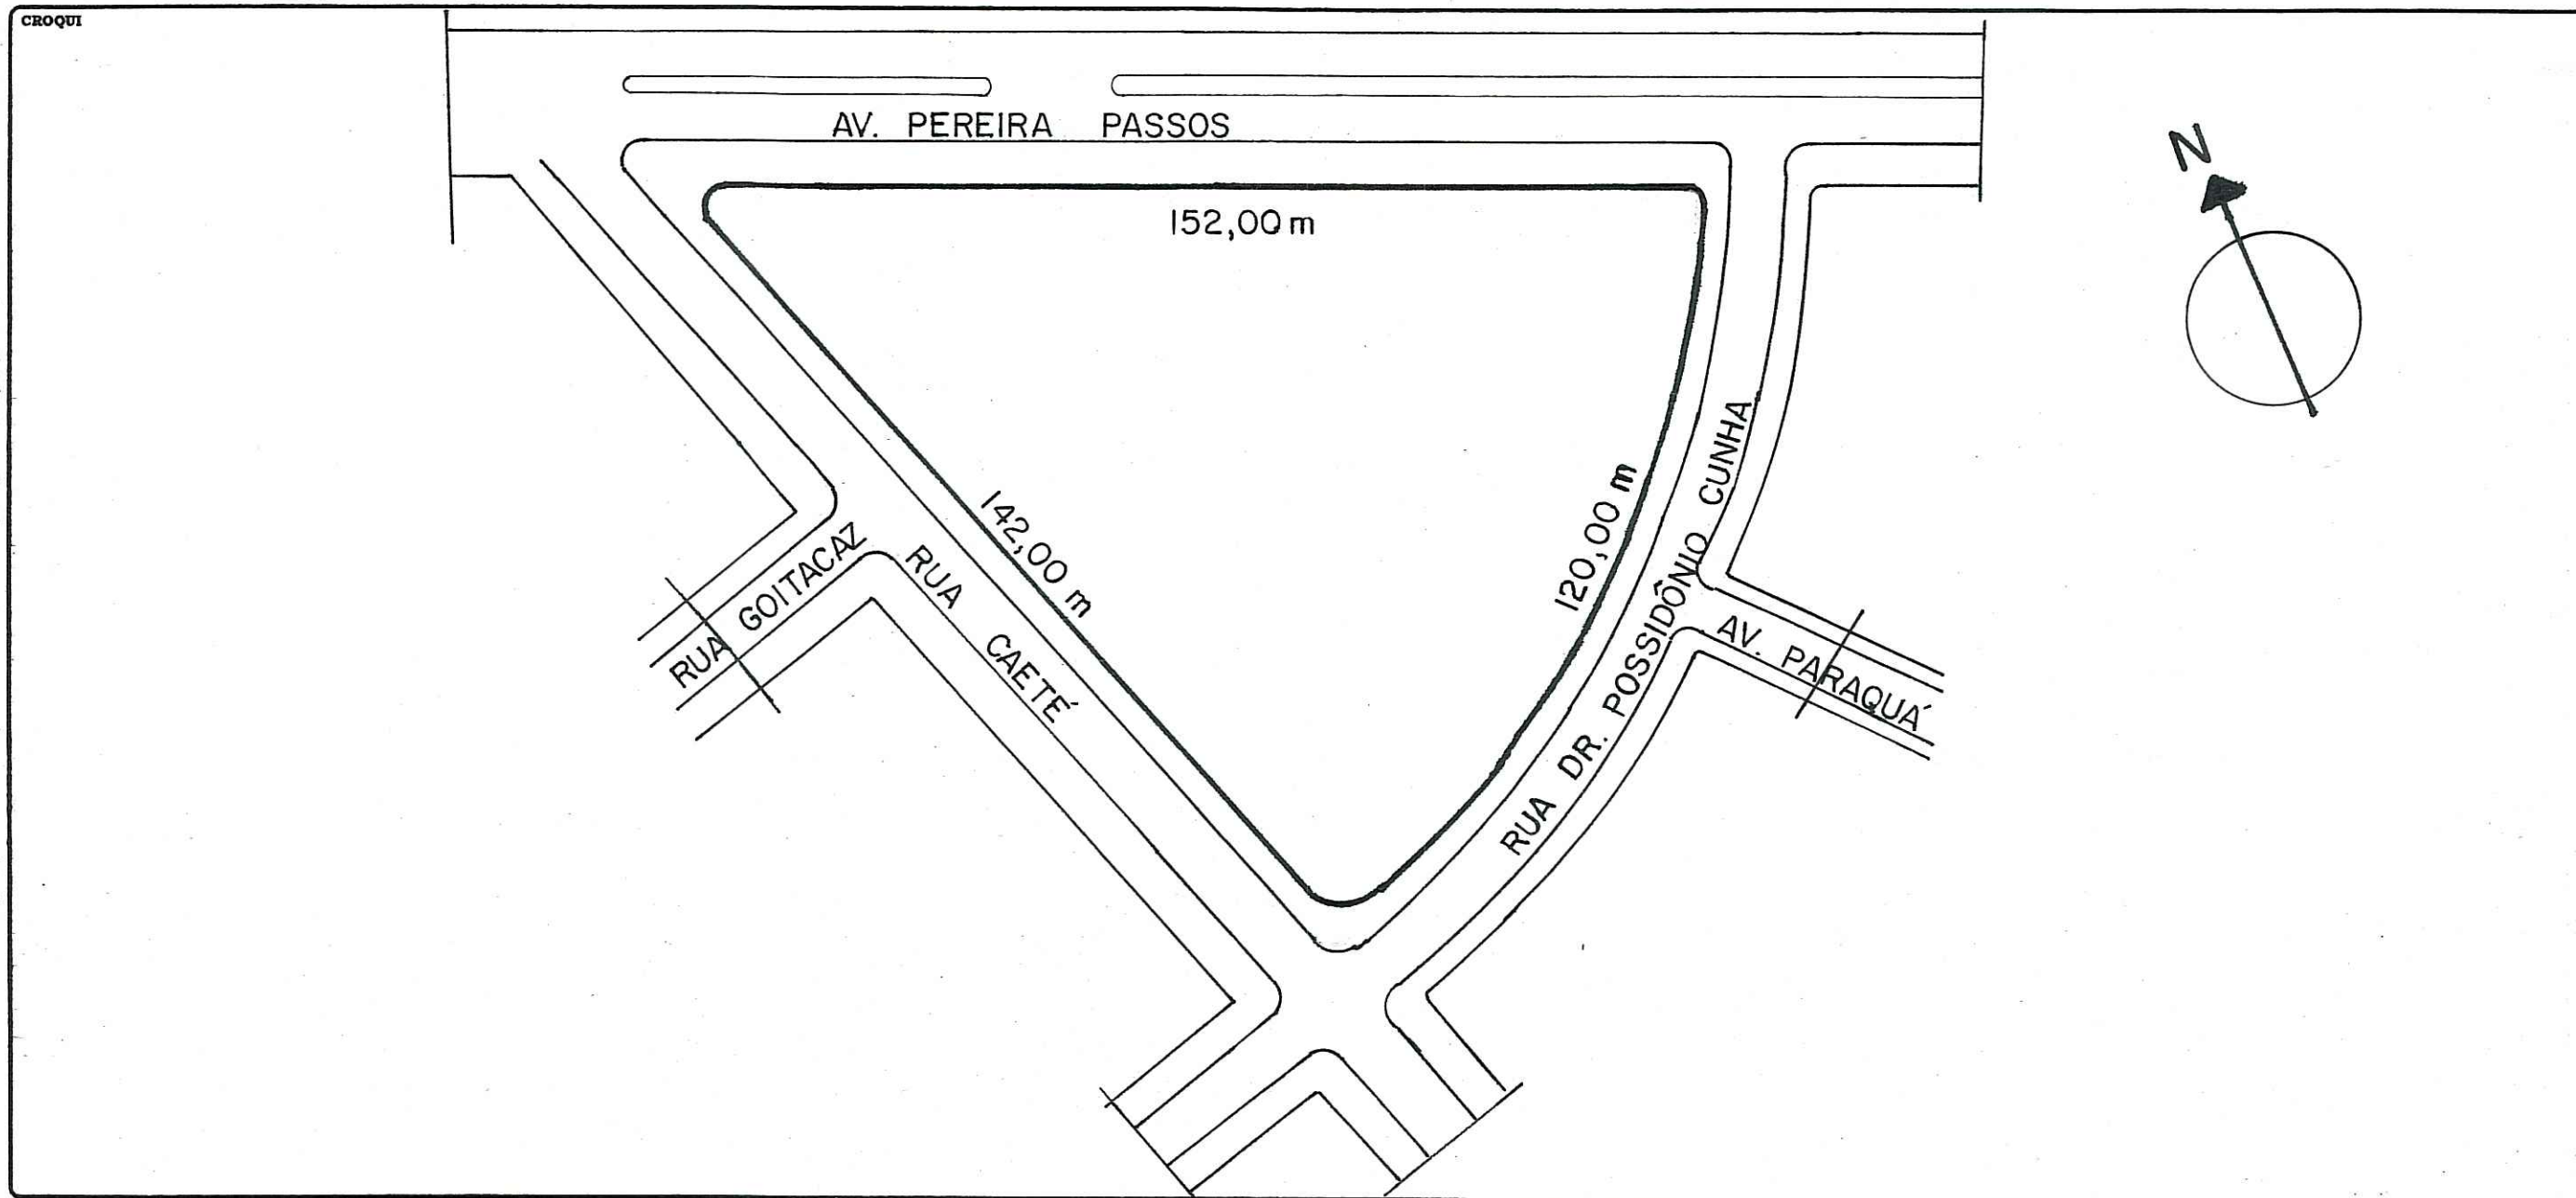 CROQUI
AV. PEREIRA PASSOS
152,00 m
N
142,00 m
120,00 m
RUA GOITACAZ
RUA CAETÉ
RUA DR. POSSIDÔNIO CUNHA
AV. PARAQUÁ